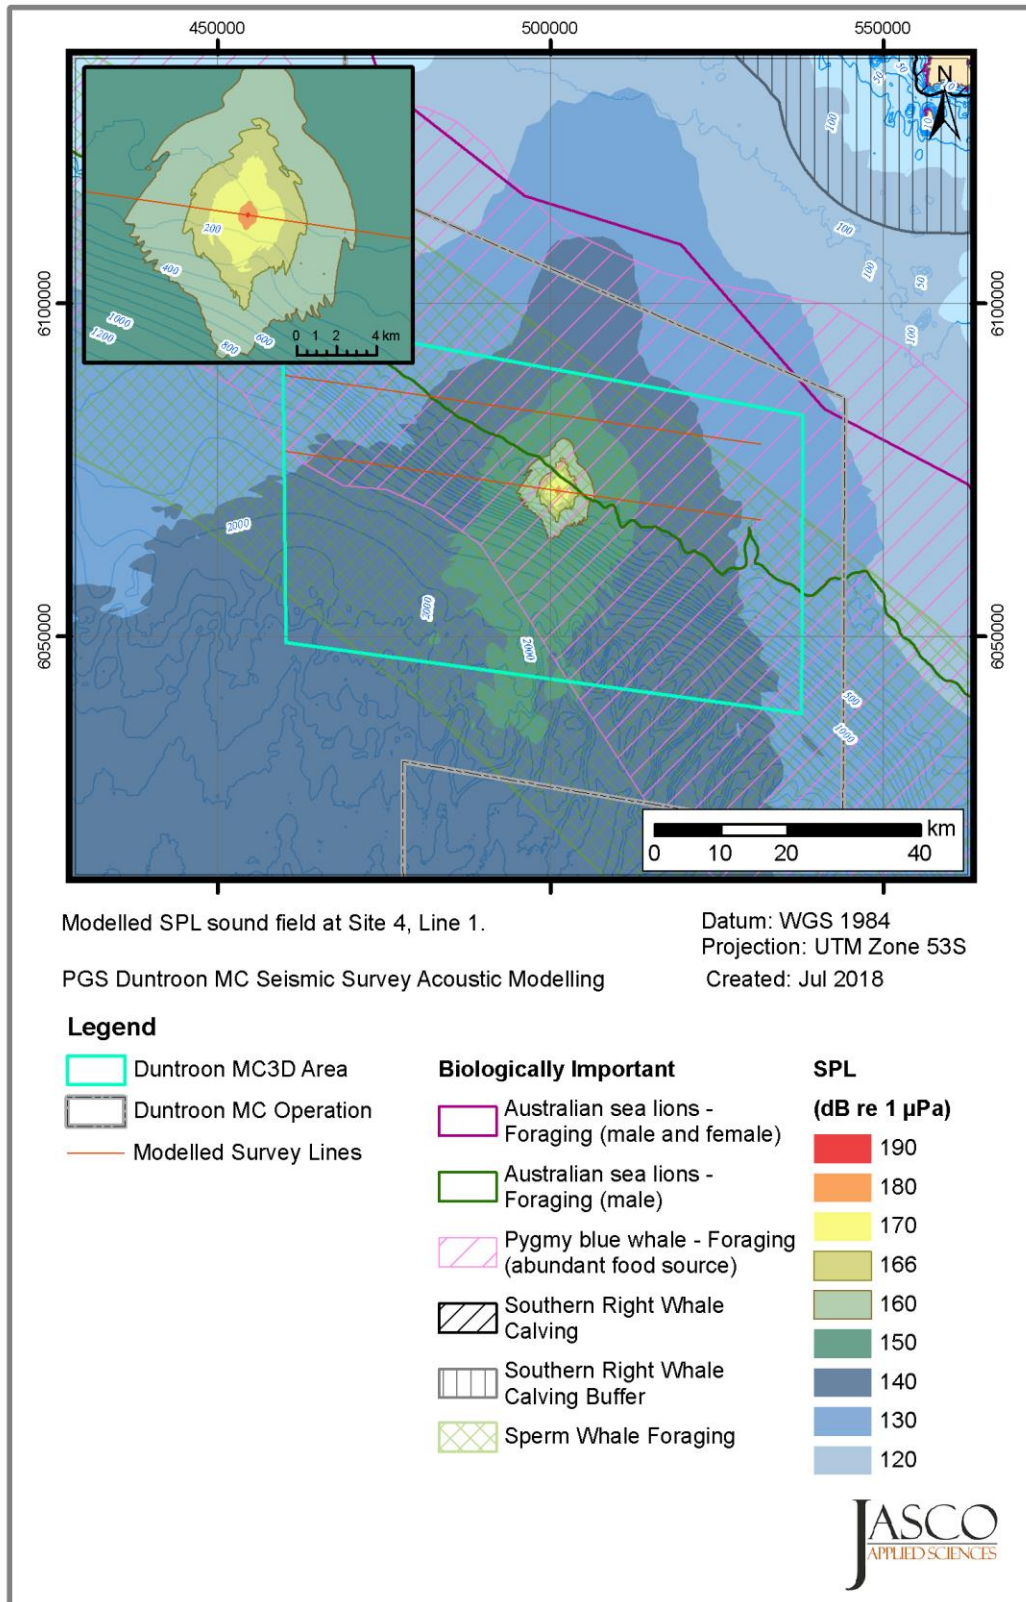 450000
500000
550000
6100000
6050000
6100000
6050000
N
50
50
10
100
10
100
100
50
100
200
400
600
800
1000
1200
0 1 2 4 km
2000
2000
2000
500
1000
km
0 10 20 40
Modelled SPL sound field at Site 4, Line 1.
Datum: WGS 1984
Projection: UTM Zone 53S
PGS Duntroon MC Seismic Survey Acoustic Modelling
Created: Jul 2018
Legend
Duntroon MC3D Area
Duntroon MC Operation
Modelled Survey Lines
Biologically Important
Australian sea lions -
Foraging (male and female)
Australian sea lions -
Foraging (male)
Pygmy blue whale - Foraging
(abundant food source)
Southern Right Whale
Calving
Southern Right Whale
Calving Buffer
Sperm Whale Foraging
SPL
(dB re 1 µPa)
190
180
170
166
160
150
140
130
120
JASCO
APPLIED SCIENCES